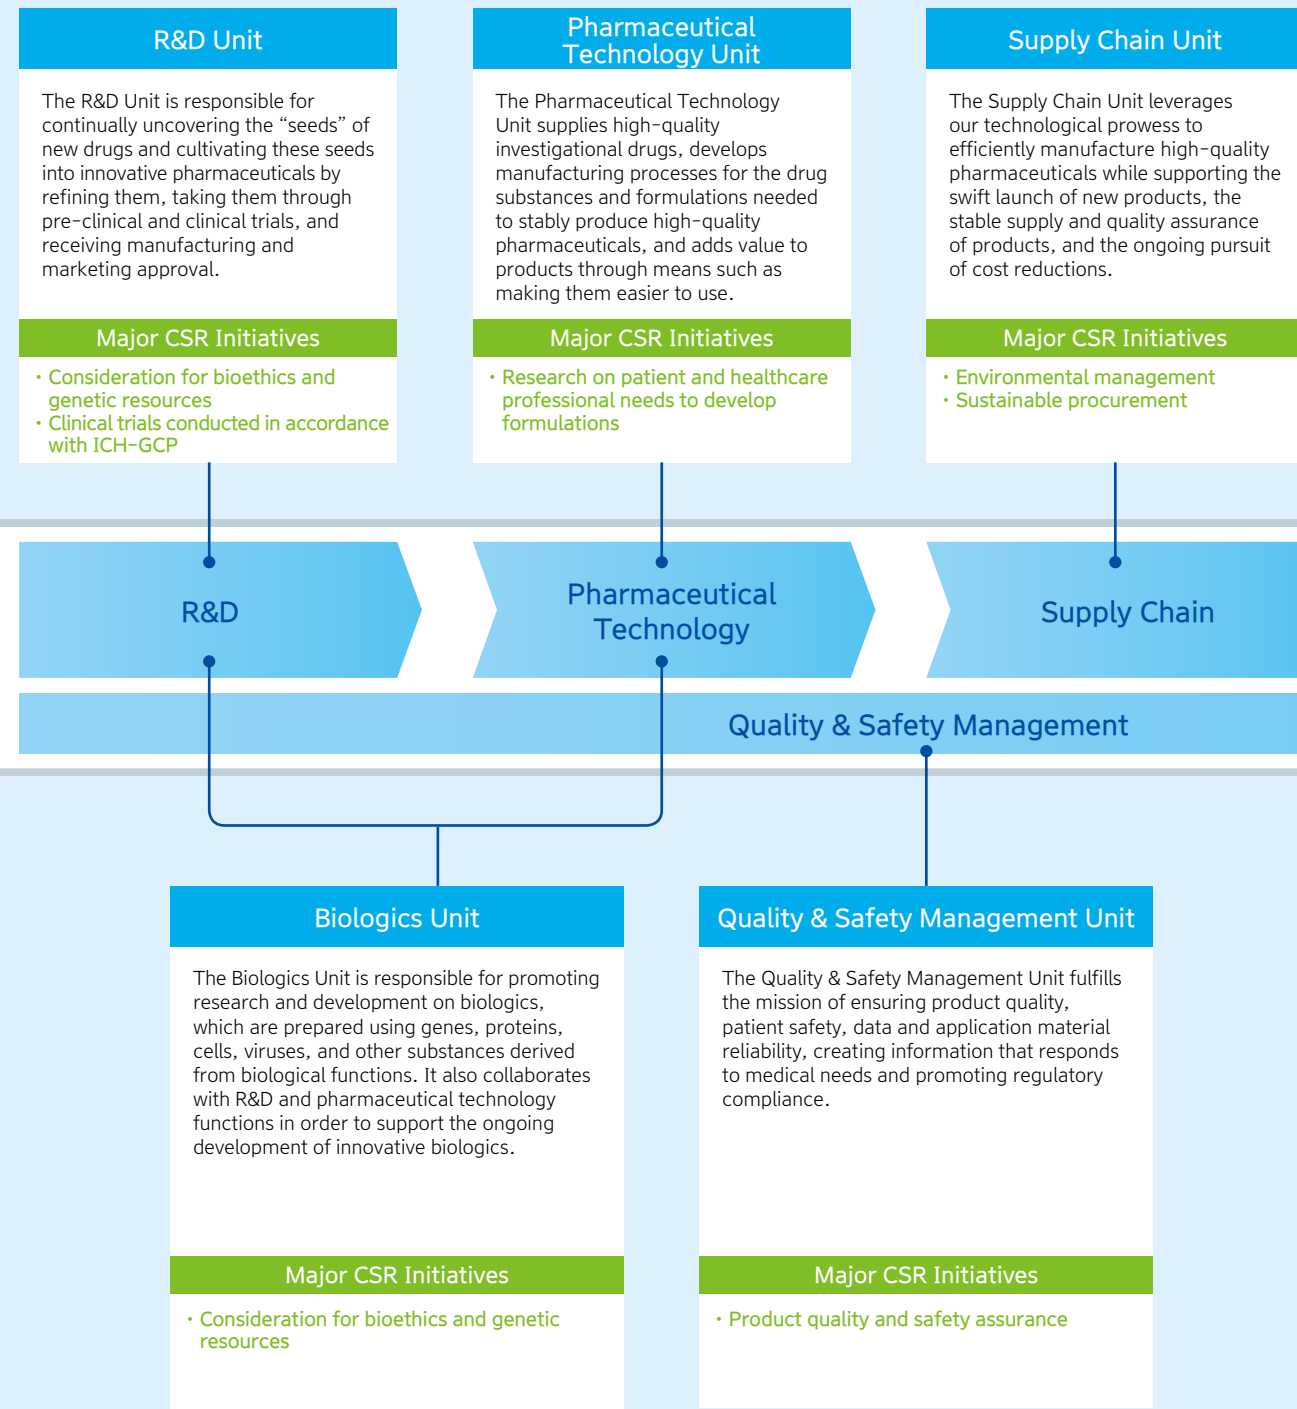 R&D Unit
The R&D Unit is responsible for
continually uncovering the “seeds” of
new drugs and cultivating these seeds
into innovative pharmaceuticals by
refining them, taking them through
pre-clinical and clinical trials, and
receiving manufacturing and
marketing approval.
Major CSR Initiatives
・Consideration for bioethics and
genetic resources
・Clinical trials conducted in accordance
with ICH-GCP
Pharmaceutical
Technology Unit
The Pharmaceutical Technology
Unit supplies high-quality
investigational drugs, develops
manufacturing processes for the drug
substances and formulations needed
to stably produce high-quality
pharmaceuticals, and adds value to
products through means such as
making them easier to use.
Major CSR Initiatives
・Research on patient and healthcare
professional needs to develop
formulations
Supply Chain Unit
The Supply Chain Unit leverages
our technological prowess to
efficiently manufacture high-quality
pharmaceuticals while supporting the
swift launch of new products, the
stable supply and quality assurance
of products, and the ongoing pursuit
of cost reductions.
Major CSR Initiatives
・Environmental management
・Sustainable procurement
R&D
Pharmaceutical
Technology
Supply Chain
Quality & Safety Management
Biologics Unit
The Biologics Unit is responsible for promoting
research and development on biologics,
which are prepared using genes, proteins,
cells, viruses, and other substances derived
from biological functions. It also collaborates
with R&D and pharmaceutical technology
functions in order to support the ongoing
development of innovative biologics.
Major CSR Initiatives
・Consideration for bioethics and genetic
resources
Quality & Safety Management Unit
The Quality & Safety Management Unit fulfills
the mission of ensuring product quality,
patient safety, data and application material
reliability, creating information that responds
to medical needs and promoting regulatory
compliance.
Major CSR Initiatives
・Product quality and safety assurance